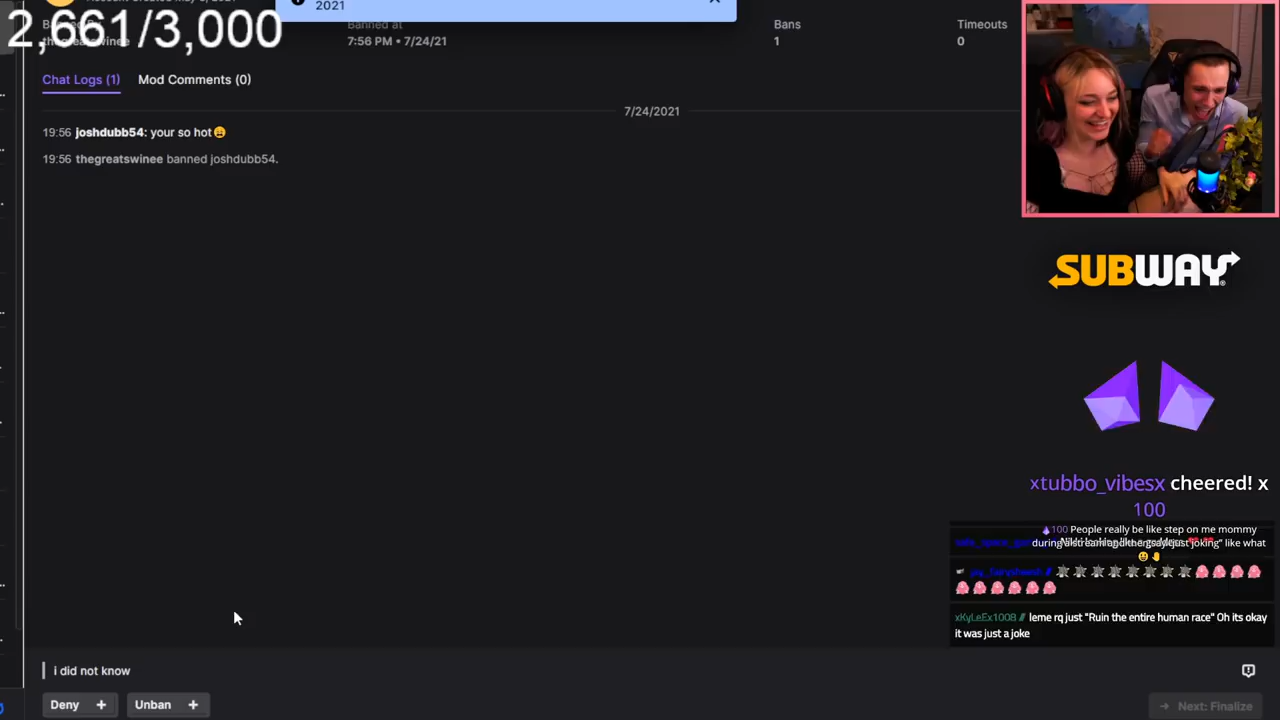 2021
2,661/3,000
Banned at
Bans
Timeouts
thegreatswinee
7:56 PM • 7/24/21
1
0
Chat Logs (1)
Mod Comments (0)
7/24/2021
19:56 joshdubb54: your so hot😩
19:56 thegreatswinee banned joshdubb54.
SUBWAY
xtubbo_vibesx cheered! x
100
100 People really be like step on me mommy
like what
xKyLeEx1008 // leme rq just "Ruin the entire human race" Oh its okay
it was just a joke
i did not know
Deny +
Unban +
Next: Finalize